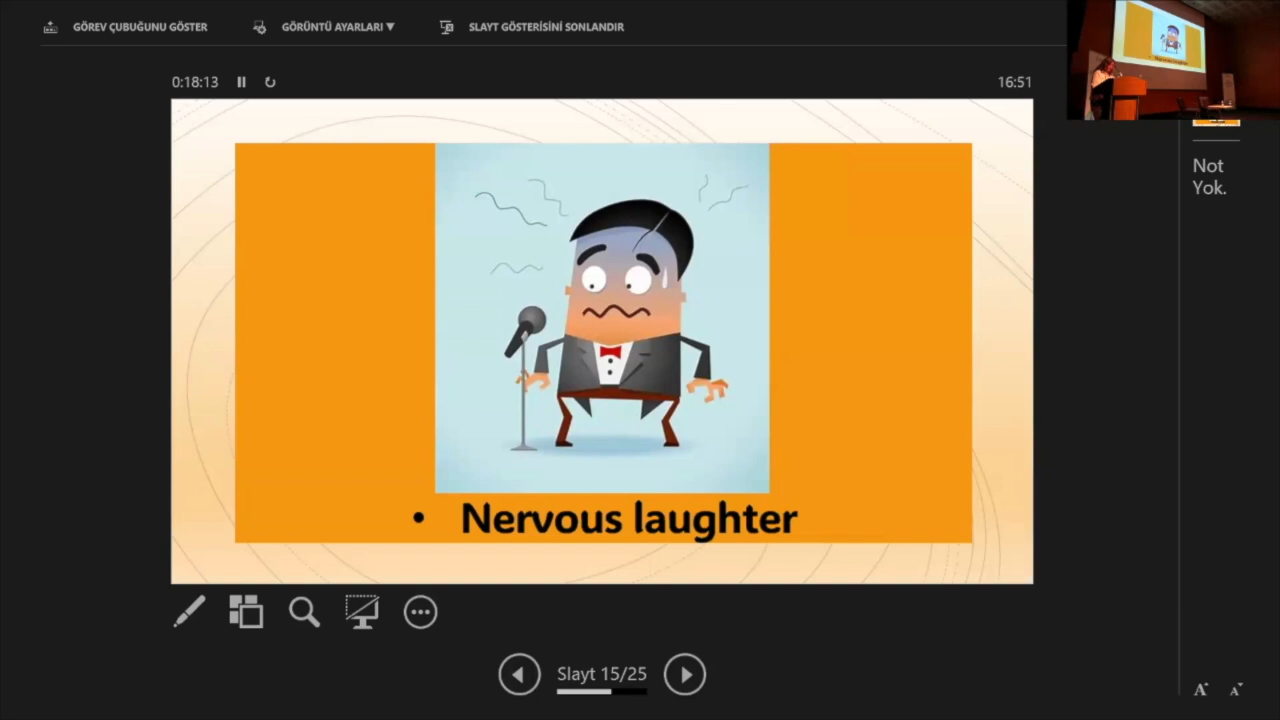 GÖREV ÇUBUĞUNU GÖSTER
GÖRÜNTÜ AYARLARI ▼
SLAYT GÖSTERİSİNİ SONLANDIR
0:18:13
16:51
Not
Yok.
• Nervous laughter
Slayt 15/25
A A